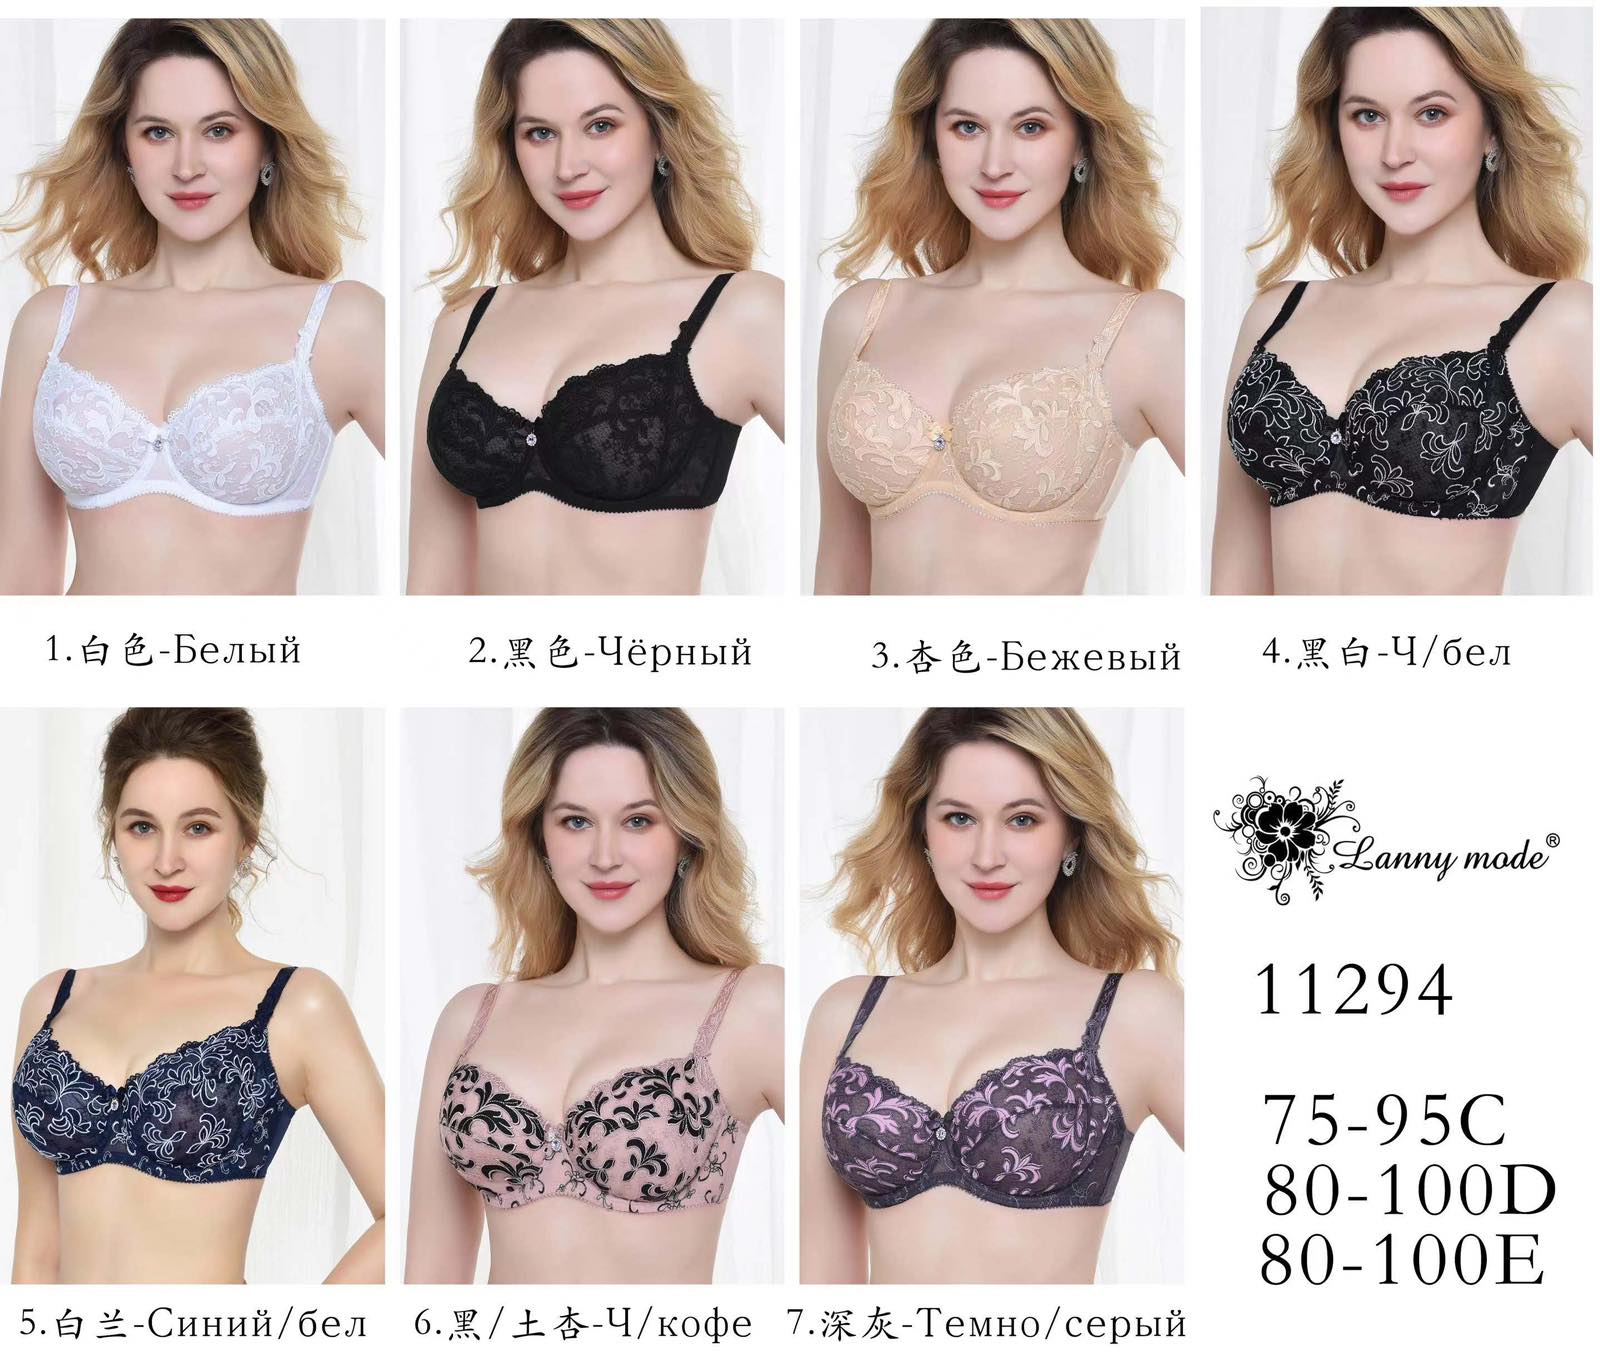 1.白色-Белый
2.黑色-Чёрный
3.杏色-Бежевый
4.黑白-Ч/бел
Lanny mode®
11294
75-95C
80-100D
80-100E
5.白兰-Синий/бел
6.黑/土杏-Ч/кофе
7.深灰-Темно/серый